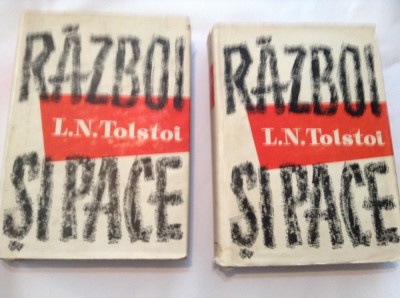 RĂZBOI
L.N.Tolstoi
ȘI PACE
RĂZBOI
L.N.Tolstoi
ȘI PACE